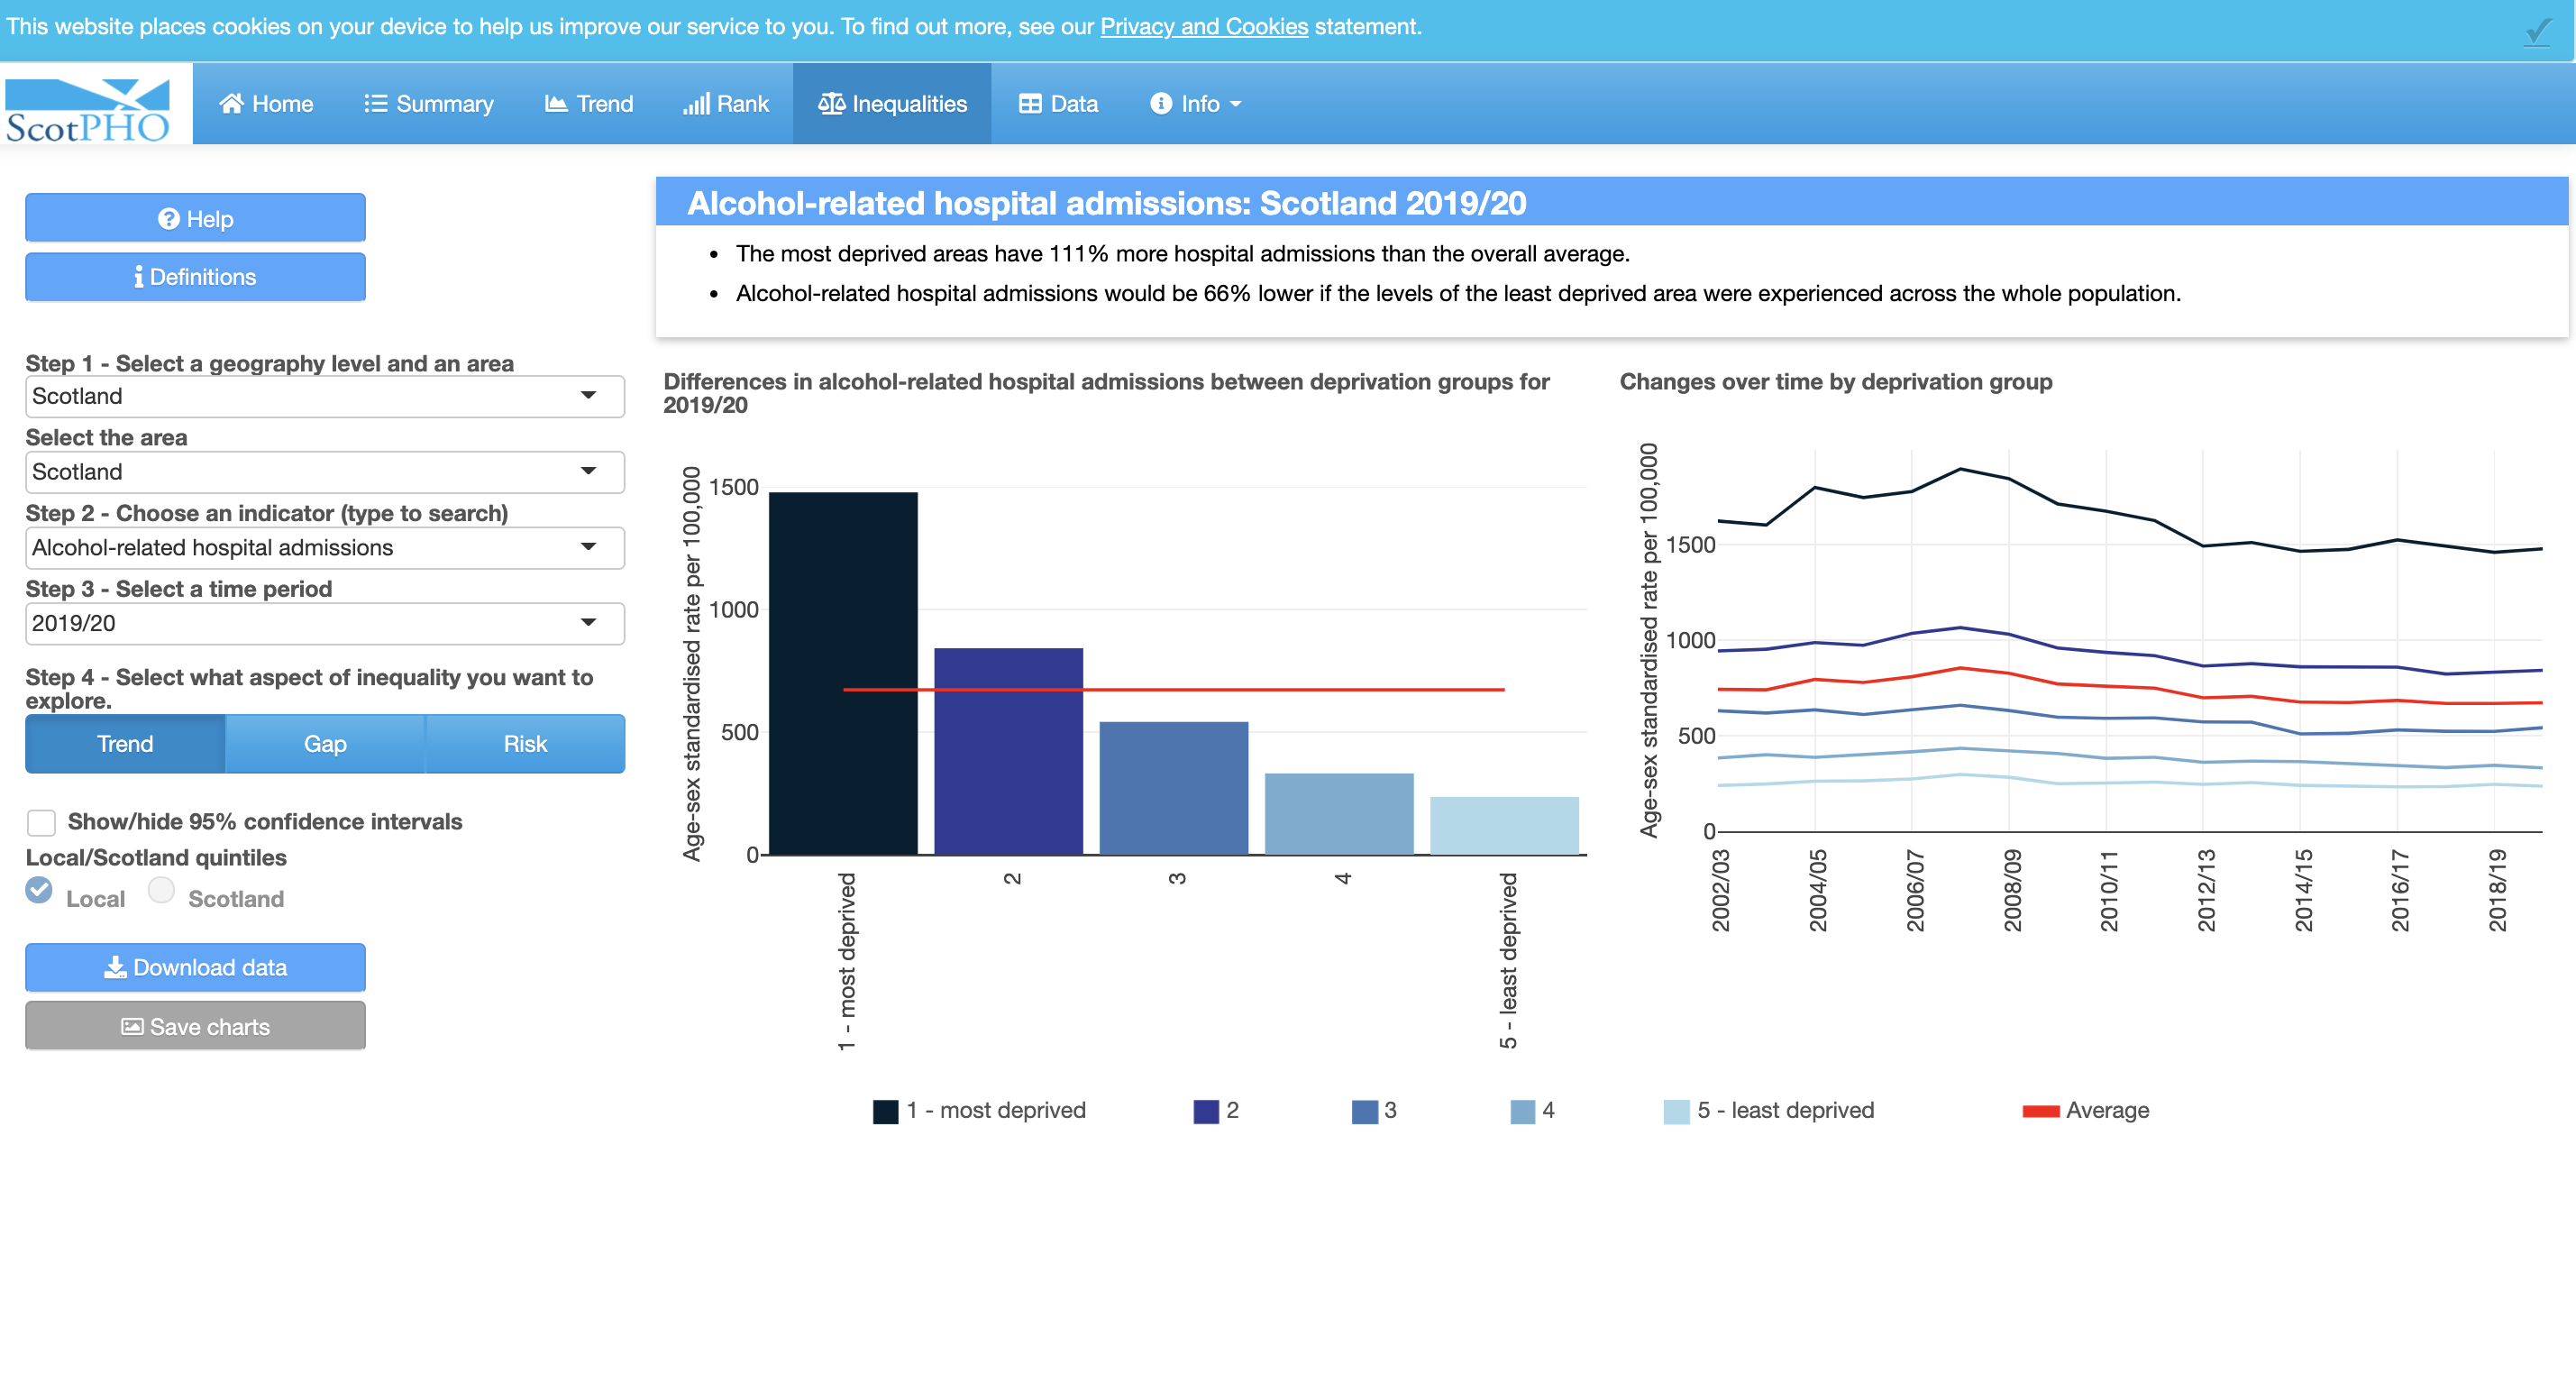 This website places cookies on your device to help us improve our service to you. To find out more, see our Privacy and Cookies statement.
ScotPHO
Home
Summary
Trend
Rank
Inequalities
Data
Info
Help
Definitions
Step 1 - Select a geography level and an area
Scotland
Select the area
Scotland
Step 2 - Choose an indicator (type to search)
Alcohol-related hospital admissions
Step 3 - Select a time period
2019/20
Step 4 - Select what aspect of inequality you want to
explore.
Trend
Gap
Risk
Show/hide 95% confidence intervals
Local/Scotland quintiles
Local
Scotland
Download data
Save charts
Alcohol-related hospital admissions: Scotland 2019/20
• The most deprived areas have 111% more hospital admissions than the overall average.
• Alcohol-related hospital admissions would be 66% lower if the levels of the least deprived area were experienced across the whole population.
Differences in alcohol-related hospital admissions between deprivation groups for
2019/20
Age-sex standardised rate per 100,000
1500
1000
500
0
1 - most deprived
2
3
4
5 - least deprived
Changes over time by deprivation group
Age-sex standardised rate per 100,000
1500
1000
500
0
2002/03
2004/05
2006/07
2008/09
2010/11
2012/13
2014/15
2016/17
2018/19
1 - most deprived
2
3
4
5 - least deprived
Average